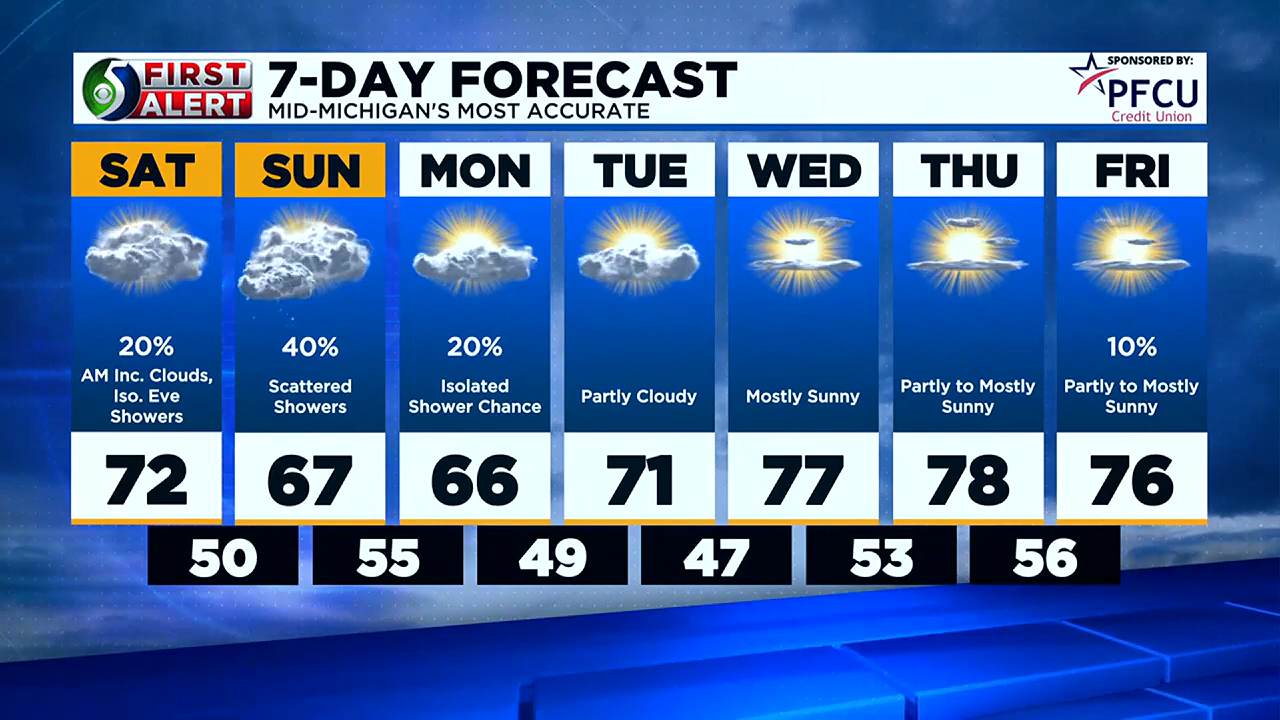 5 FIRST ALERT
7-DAY FORECAST
MID-MICHIGAN'S MOST ACCURATE
SPONSORED BY:
PFCU
Credit Union
SAT
SUN
MON
TUE
WED
THU
FRI
20%
AM Inc. Clouds,
Iso. Eve
Showers
40%
Scattered
Showers
20%
Isolated
Shower Chance
Partly Cloudy
Mostly Sunny
Partly to Mostly
Sunny
10%
Partly to Mostly
Sunny
72
67
66
71
77
78
76
50
55
49
47
53
56